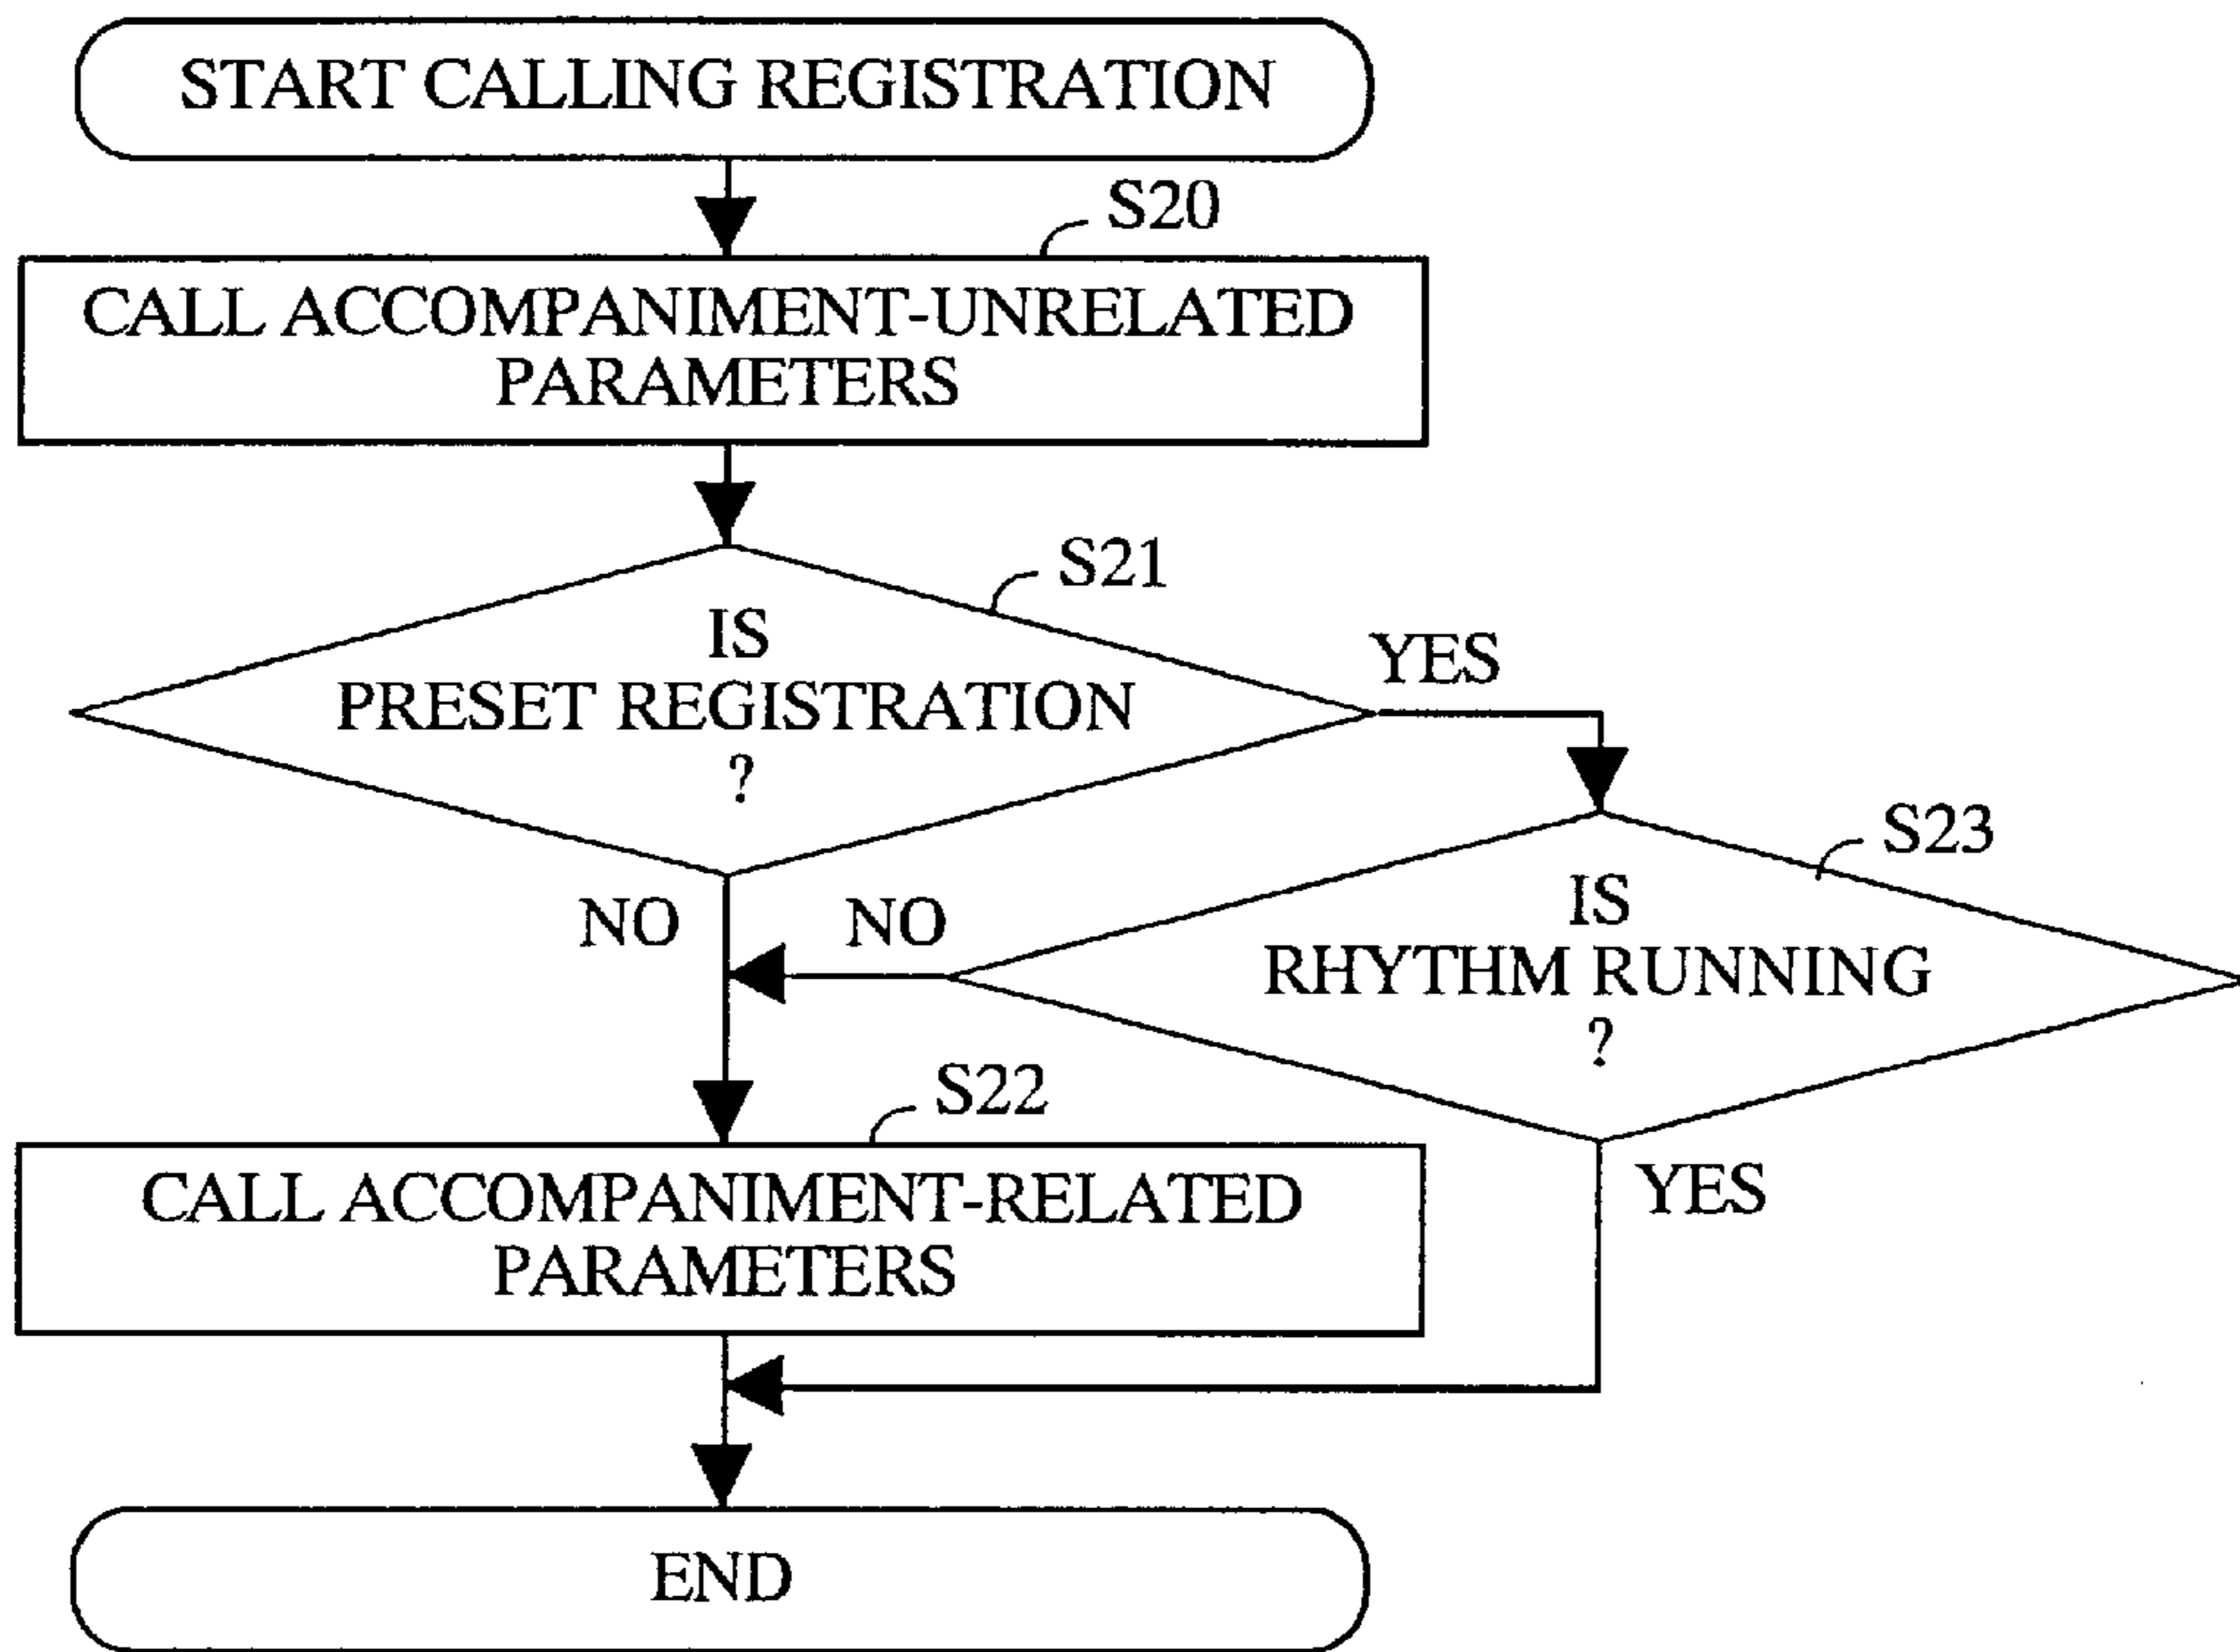 START CALLING REGISTRATION
S20
CALL ACCOMPANIMENT-UNRELATED
PARAMETERS
S21
IS
PRESET REGISTRATION
?
YES
S23
IS
RHYTHM RUNNING
?
NO
NO
S22
CALL ACCOMPANIMENT-RELATED
PARAMETERS
YES
END